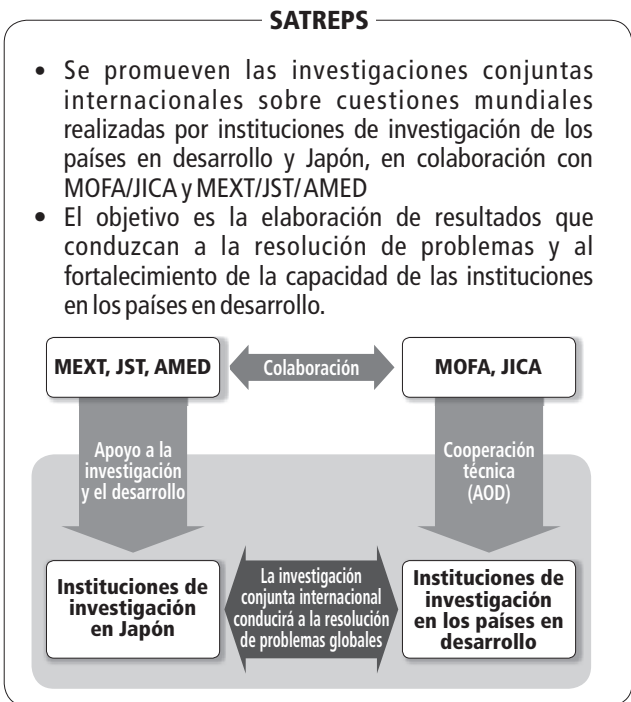 SATREPS
• Se promueven las investigaciones conjuntas
internacionales sobre cuestiones mundiales
realizadas por instituciones de investigación de los
países en desarrollo y Japón, en colaboración con
MOFA/JICA y MEXT/JST/AMED
• El objetivo es la elaboración de resultados que
conduzcan a la resolución de problemas y al
fortalecimiento de la capacidad de las instituciones
en los países en desarrollo.
MEXT, JST, AMED
Colaboración
MOFA, JICA
Apoyo a la
investigación
y el desarrollo
Cooperación
técnica
(AOD)
Instituciones de
investigación
en Japón
La investigación
conjunta internacional
conducirá a la resolución
de problemas globales
Instituciones de
investigación
en los países en
desarrollo